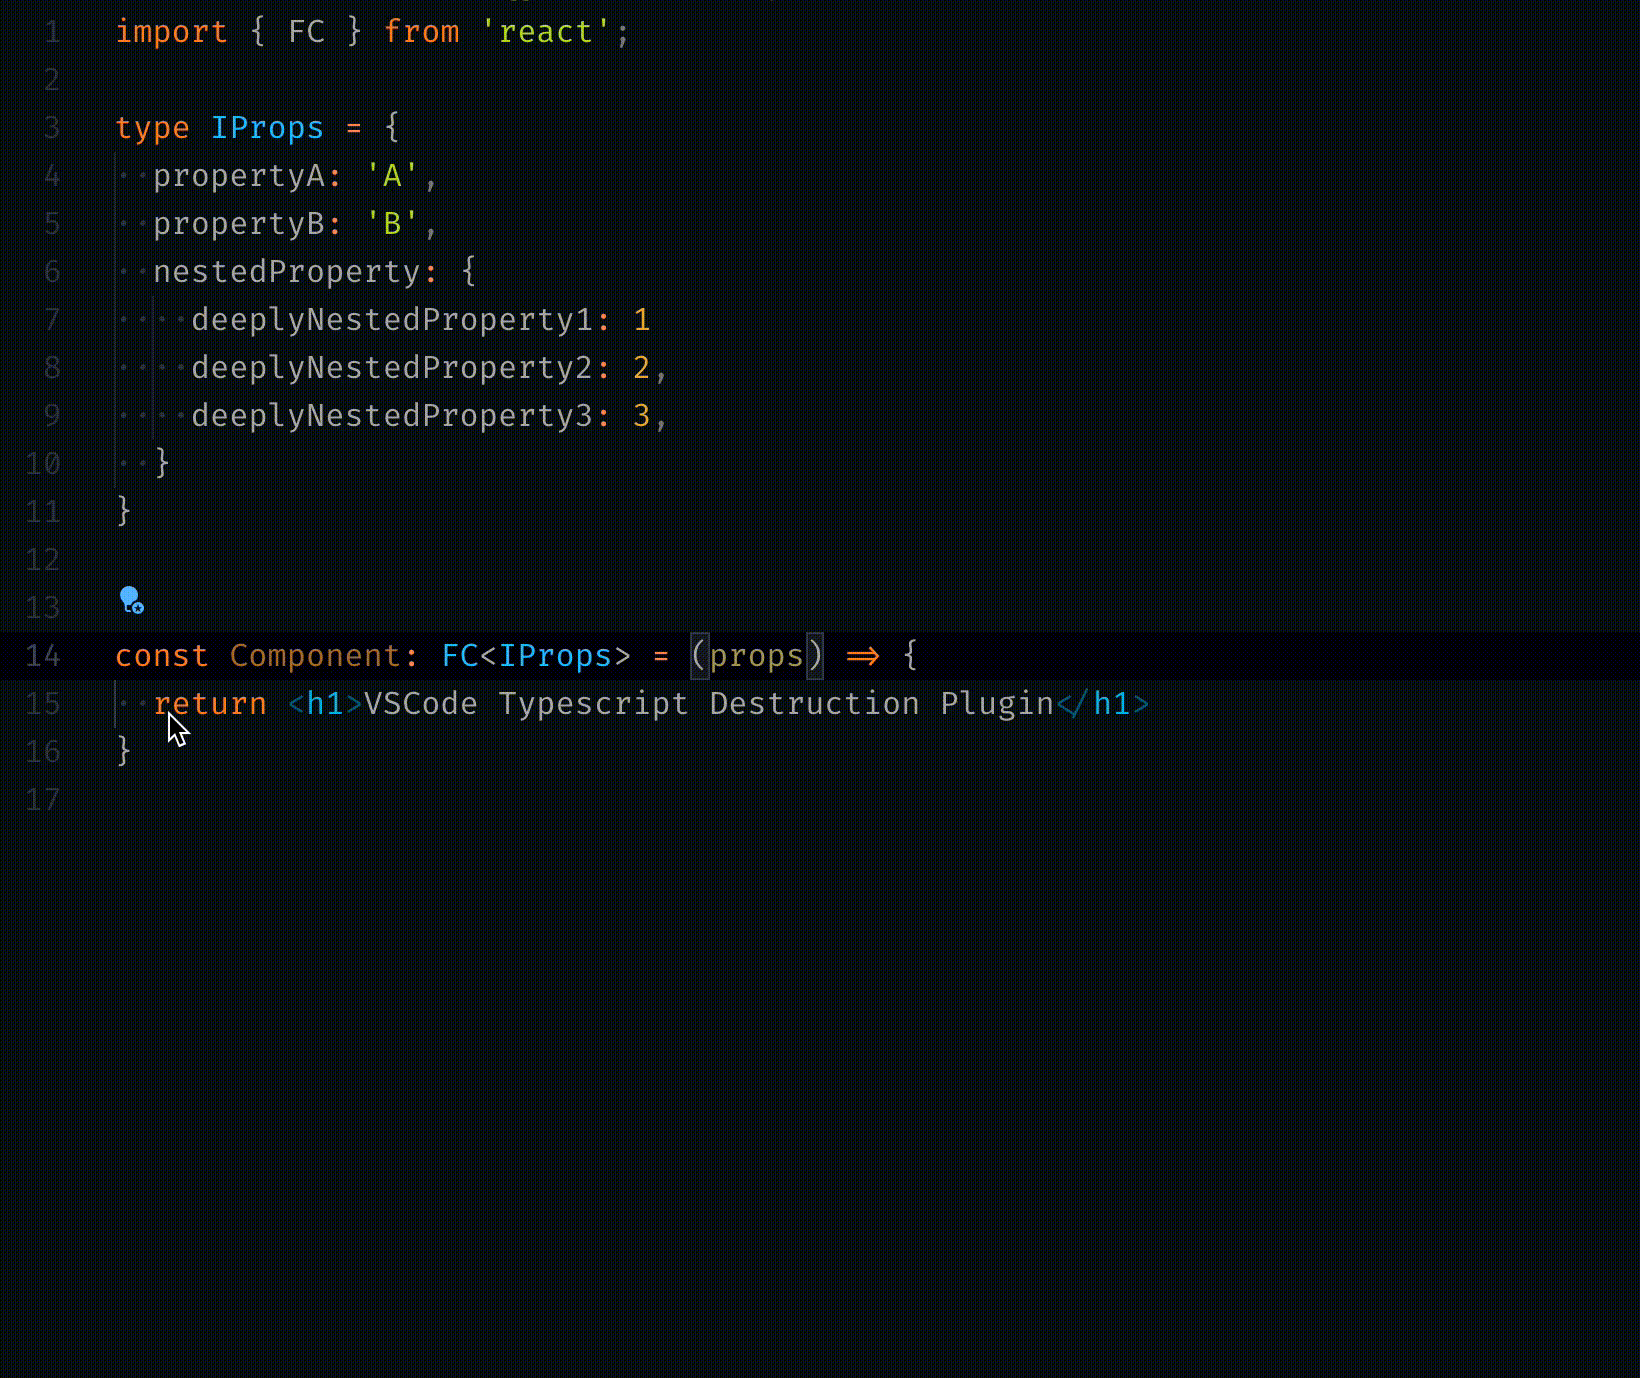 1 import { FC } from 'react';
2
3 type IProps = {
4 ··propertyA: 'A',
5 ··propertyB: 'B',
6 ··nestedProperty: {
7 ····deeplyNestedProperty1: 1
8 ····deeplyNestedProperty2: 2,
9 ····deeplyNestedProperty3: 3,
10 ··}
11 }
12
13
14 const Component: FC<IProps> = (props) => {
15 ··return <h1>VSCode Typescript Destruction Plugin</h1>
16 }
17